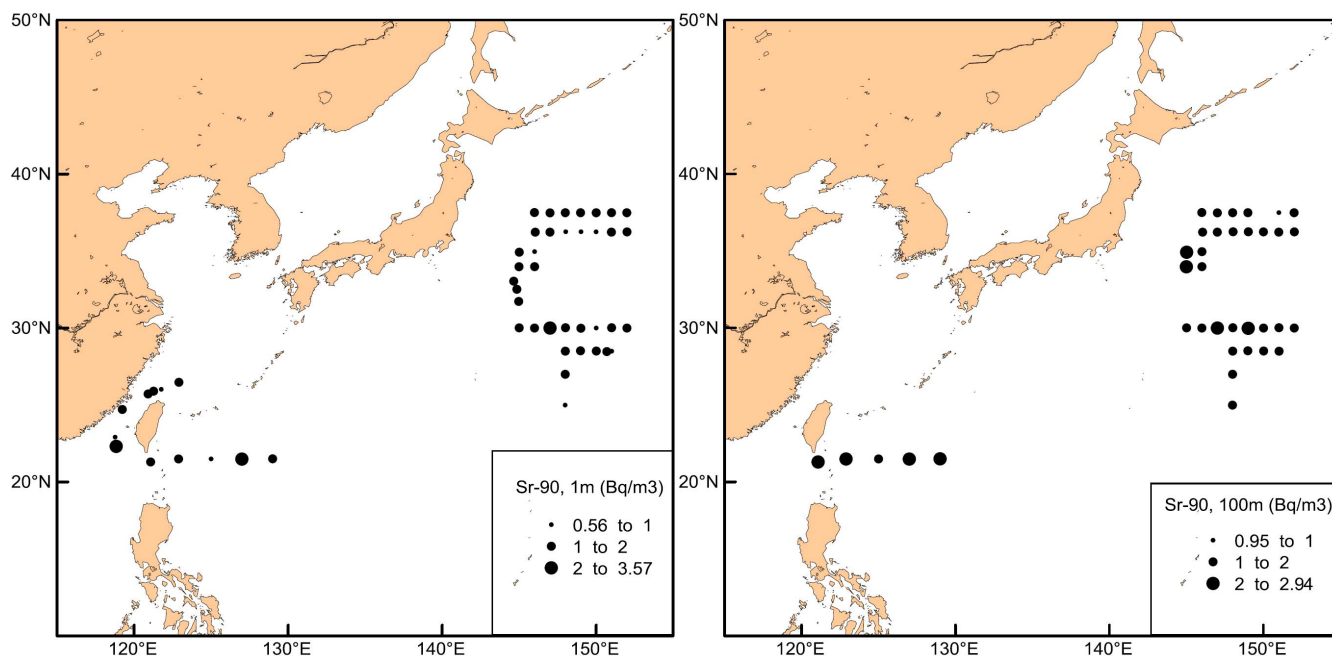 50°N
40°N
30°N
20°N
120°E
130°E
140°E
150°E
Sr-90, 1m (Bq/m3)
0.56 to 1
1 to 2
2 to 3.57
50°N
40°N
30°N
20°N
120°E
130°E
140°E
150°E
Sr-90, 100m (Bq/m3)
0.95 to 1
1 to 2
2 to 2.94